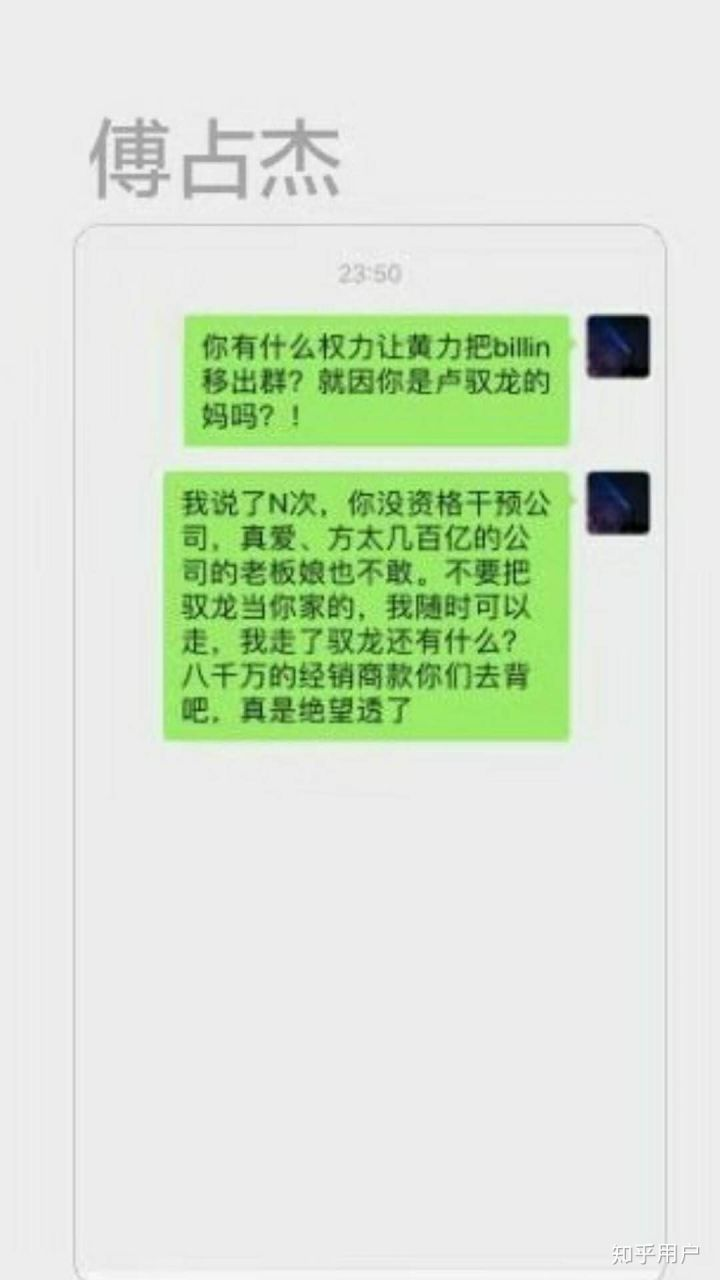 傅占杰
23:50
你有什么权力让黄力把billin
移出群？就因你是卢驭龙的
妈吗？！
我说了N次，你没资格干预公
司，真爱、方太几百亿的公
司的老板娘也不敢。不要把
驭龙当你家的，我随时可以
走，我走了驭龙还有什么？
八千万的经销商款你们去背
吧，真是绝望透了
知乎用户